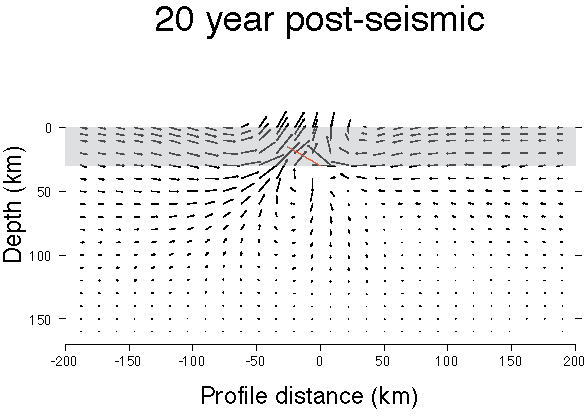 20 year post-seismic
0
50
100
150
Depth (km)
-200 -150 -100 -50 0 50 100 150 200
Profile distance (km)